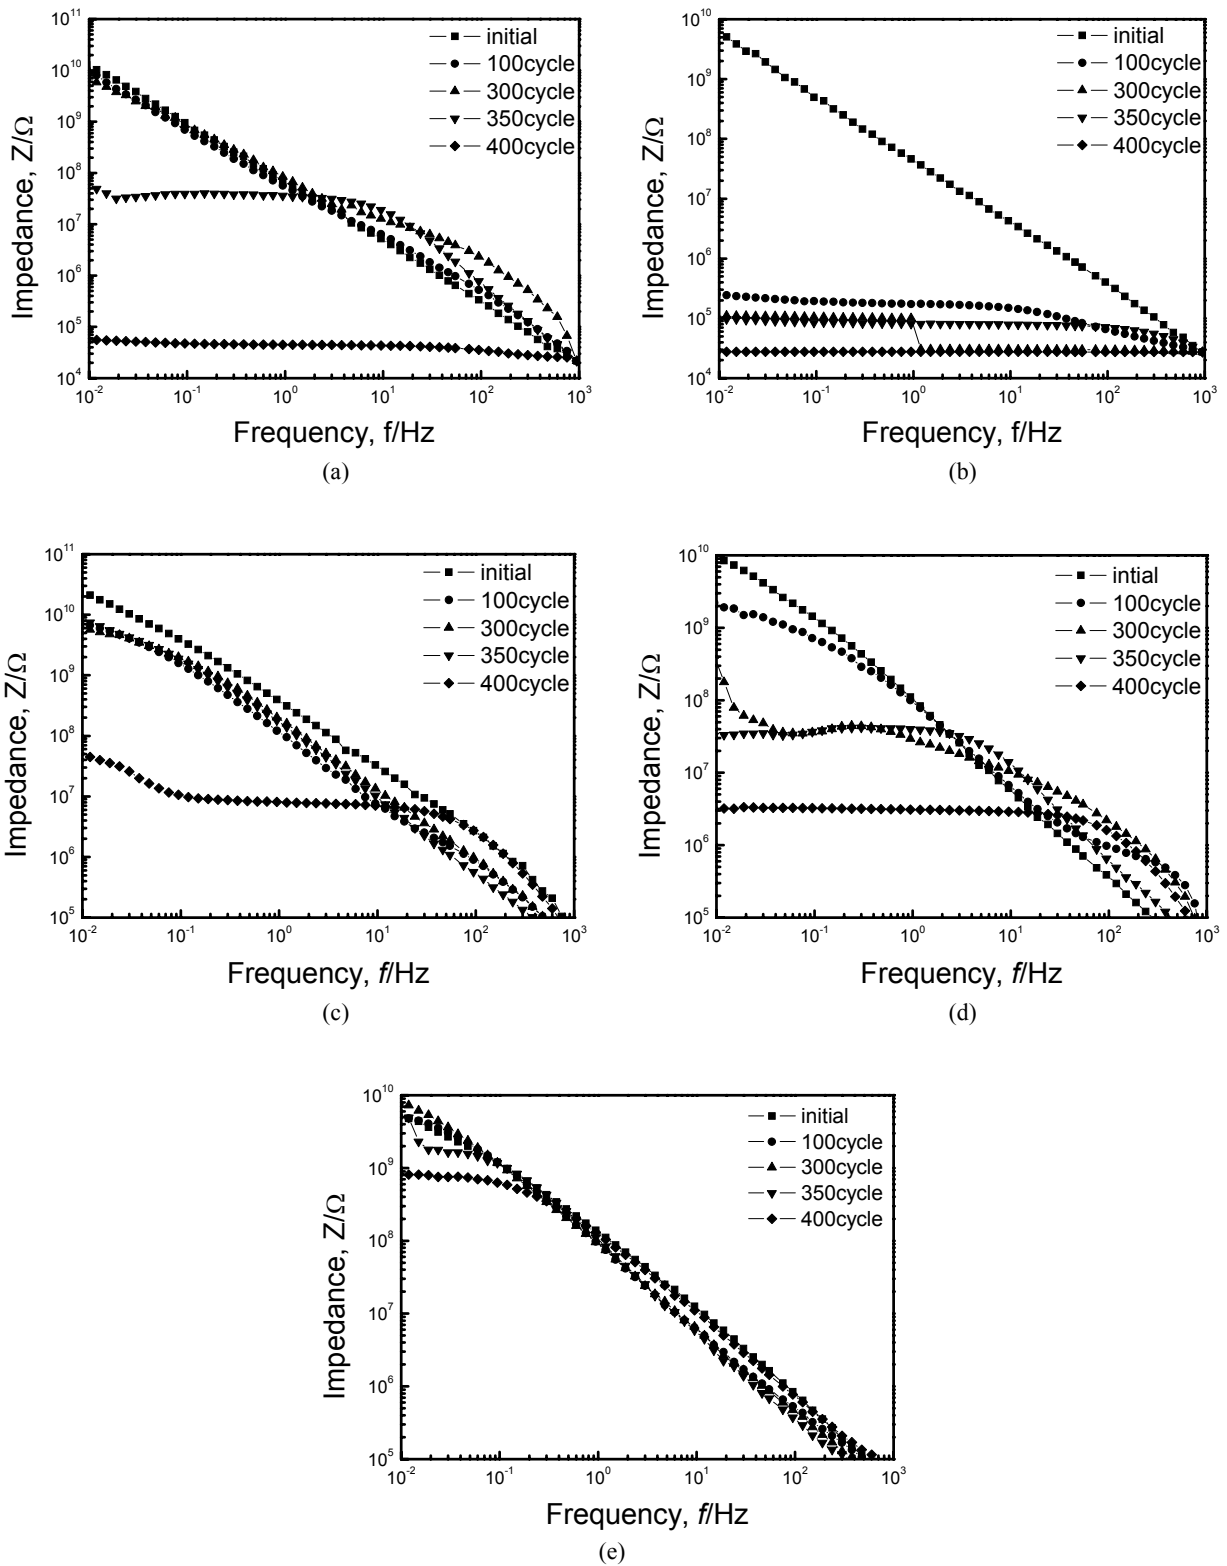 10^11
10^10
10^9
10^8
10^7
10^6
10^5
10^4
Impedance, Z/Ω
initial
100cycle
300cycle
350cycle
400cycle
10^-2 10^-1 10^0 10^1 10^2 10^3
Frequency, f/Hz
(a)
10^10
10^9
10^8
10^7
10^6
10^5
10^4
Impedance, Z/Ω
initial
100cycle
300cycle
350cycle
400cycle
10^-2 10^-1 10^0 10^1 10^2 10^3
Frequency, f/Hz
(b)
10^11
10^10
10^9
10^8
10^7
10^6
10^5
Impedance, Z/Ω
initial
100cycle
300cycle
350cycle
400cycle
10^-2 10^-1 10^0 10^1 10^2 10^3
Frequency, f/Hz
(c)
10^10
10^9
10^8
10^7
10^6
10^5
Impedance, Z/Ω
intial
100cycle
300cycle
350cycle
400cycle
10^-2 10^-1 10^0 10^1 10^2 10^3
Frequency, f/Hz
(d)
10^10
10^9
10^8
10^7
10^6
10^5
Impedance, Z/Ω
initial
100cycle
300cycle
350cycle
400cycle
10^-2 10^-1 10^0 10^1 10^2 10^3
Frequency, f/Hz
(e)